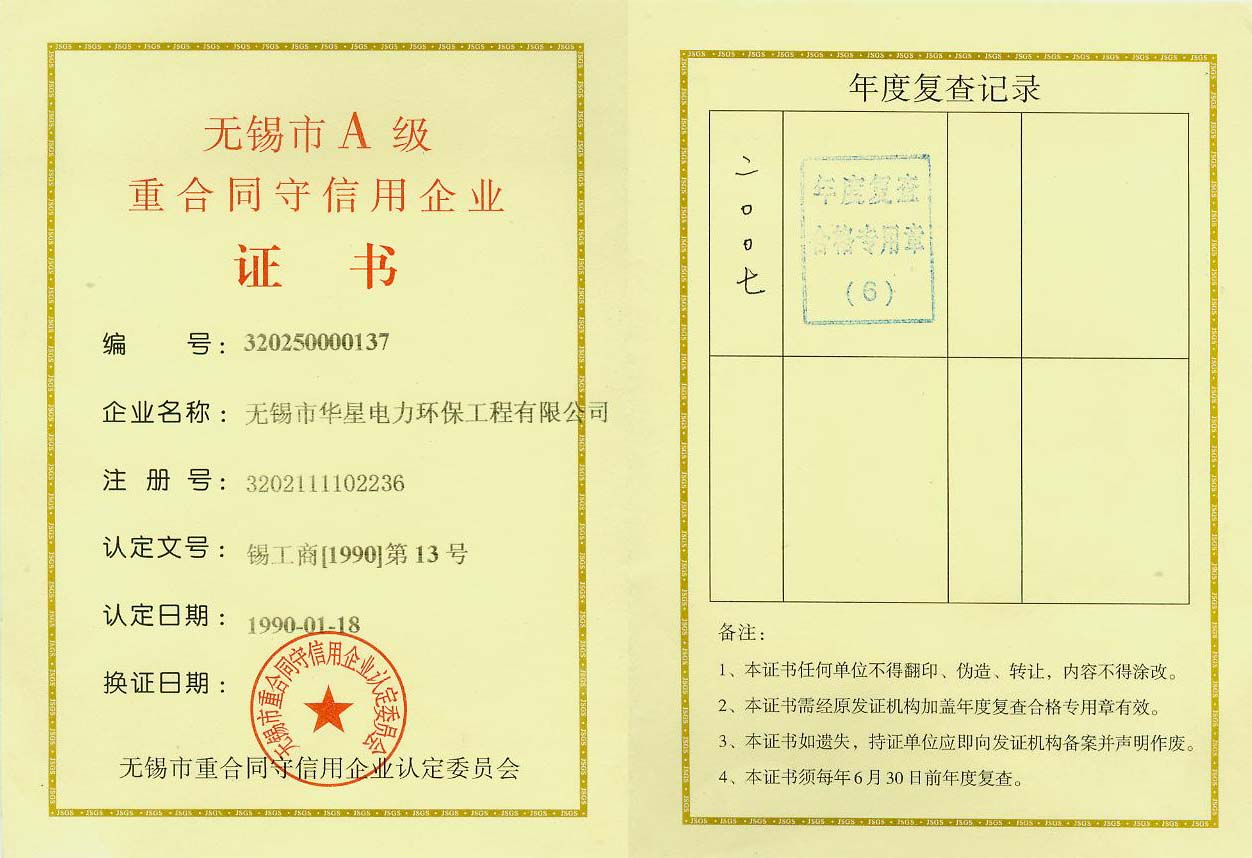 无锡市 A 级
重合同守信用企业
证 书
编 号：320250000137
企业名称：无锡市华星电力环保工程有限公司
注 册 号：3202111102236
认定文号：锡工商[1990]第 13 号
认定日期：1990-01-18
换证日期：
无锡市重合同守信用企业认定委员会
无锡市重合同守信用企业认定委员会
年度复查记录
二〇〇七
年度复查
合格专用章
(6)
备注：
1、本证书任何单位不得翻印、伪造、转让，内容不得涂改。
2、本证书需经原发证机构加盖年度复查合格专用章有效。
3、本证书如遗失，持证单位应即向发证机构备案并声明作废。
4、本证书须每年6月30日前年度复查。
JSGS